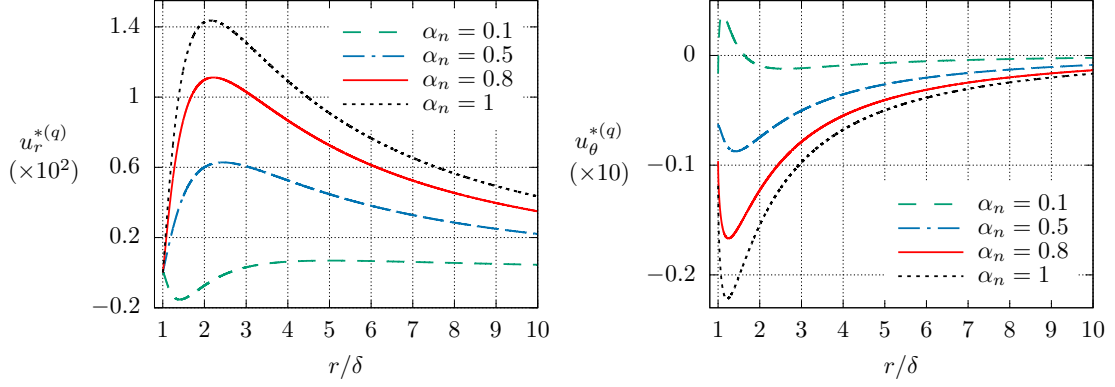 1.4
1
0.6
0.2
−0.2
u_r^{*(q)}
(×10²)
α_n = 0.1
α_n = 0.5
α_n = 0.8
α_n = 1
1 2 3 4 5 6 7 8 9 10
r/δ
0
−0.1
−0.2
u_θ^{*(q)}
(×10)
α_n = 0.1
α_n = 0.5
α_n = 0.8
α_n = 1
1 2 3 4 5 6 7 8 9 10
r/δ